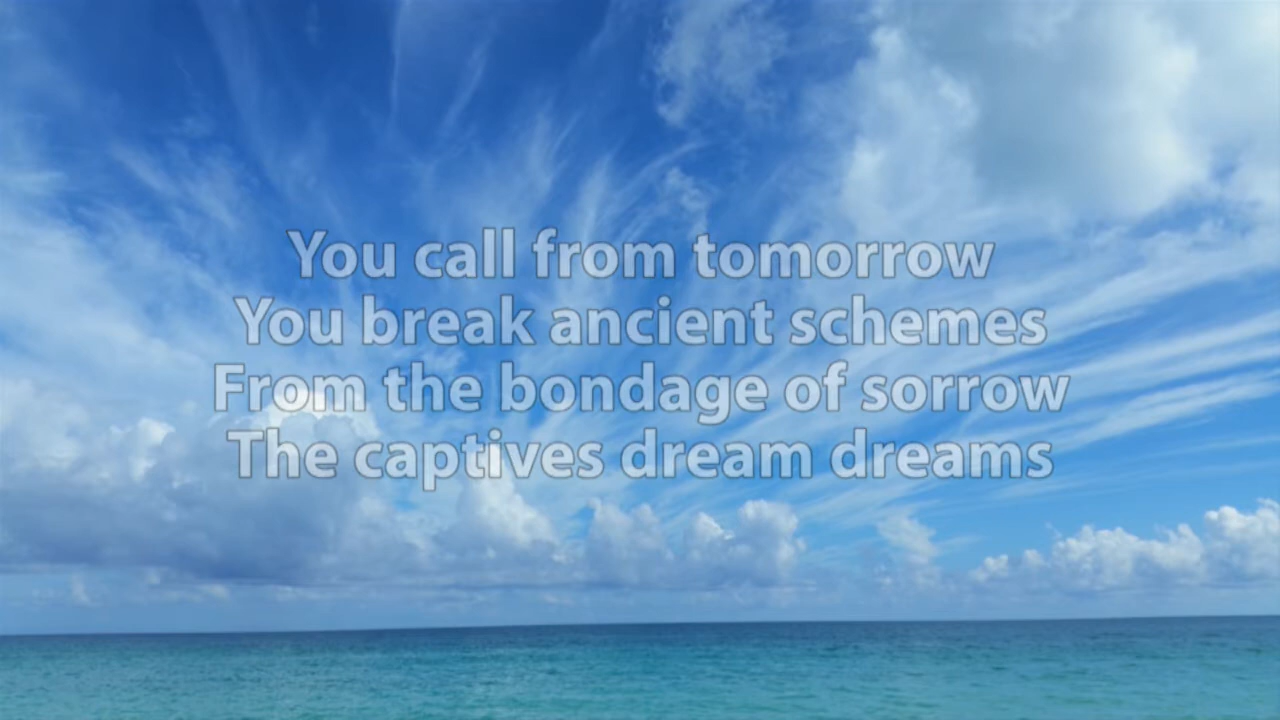 You call from tomorrow
You break ancient schemes
From the bondage of sorrow
The captives dream dreams